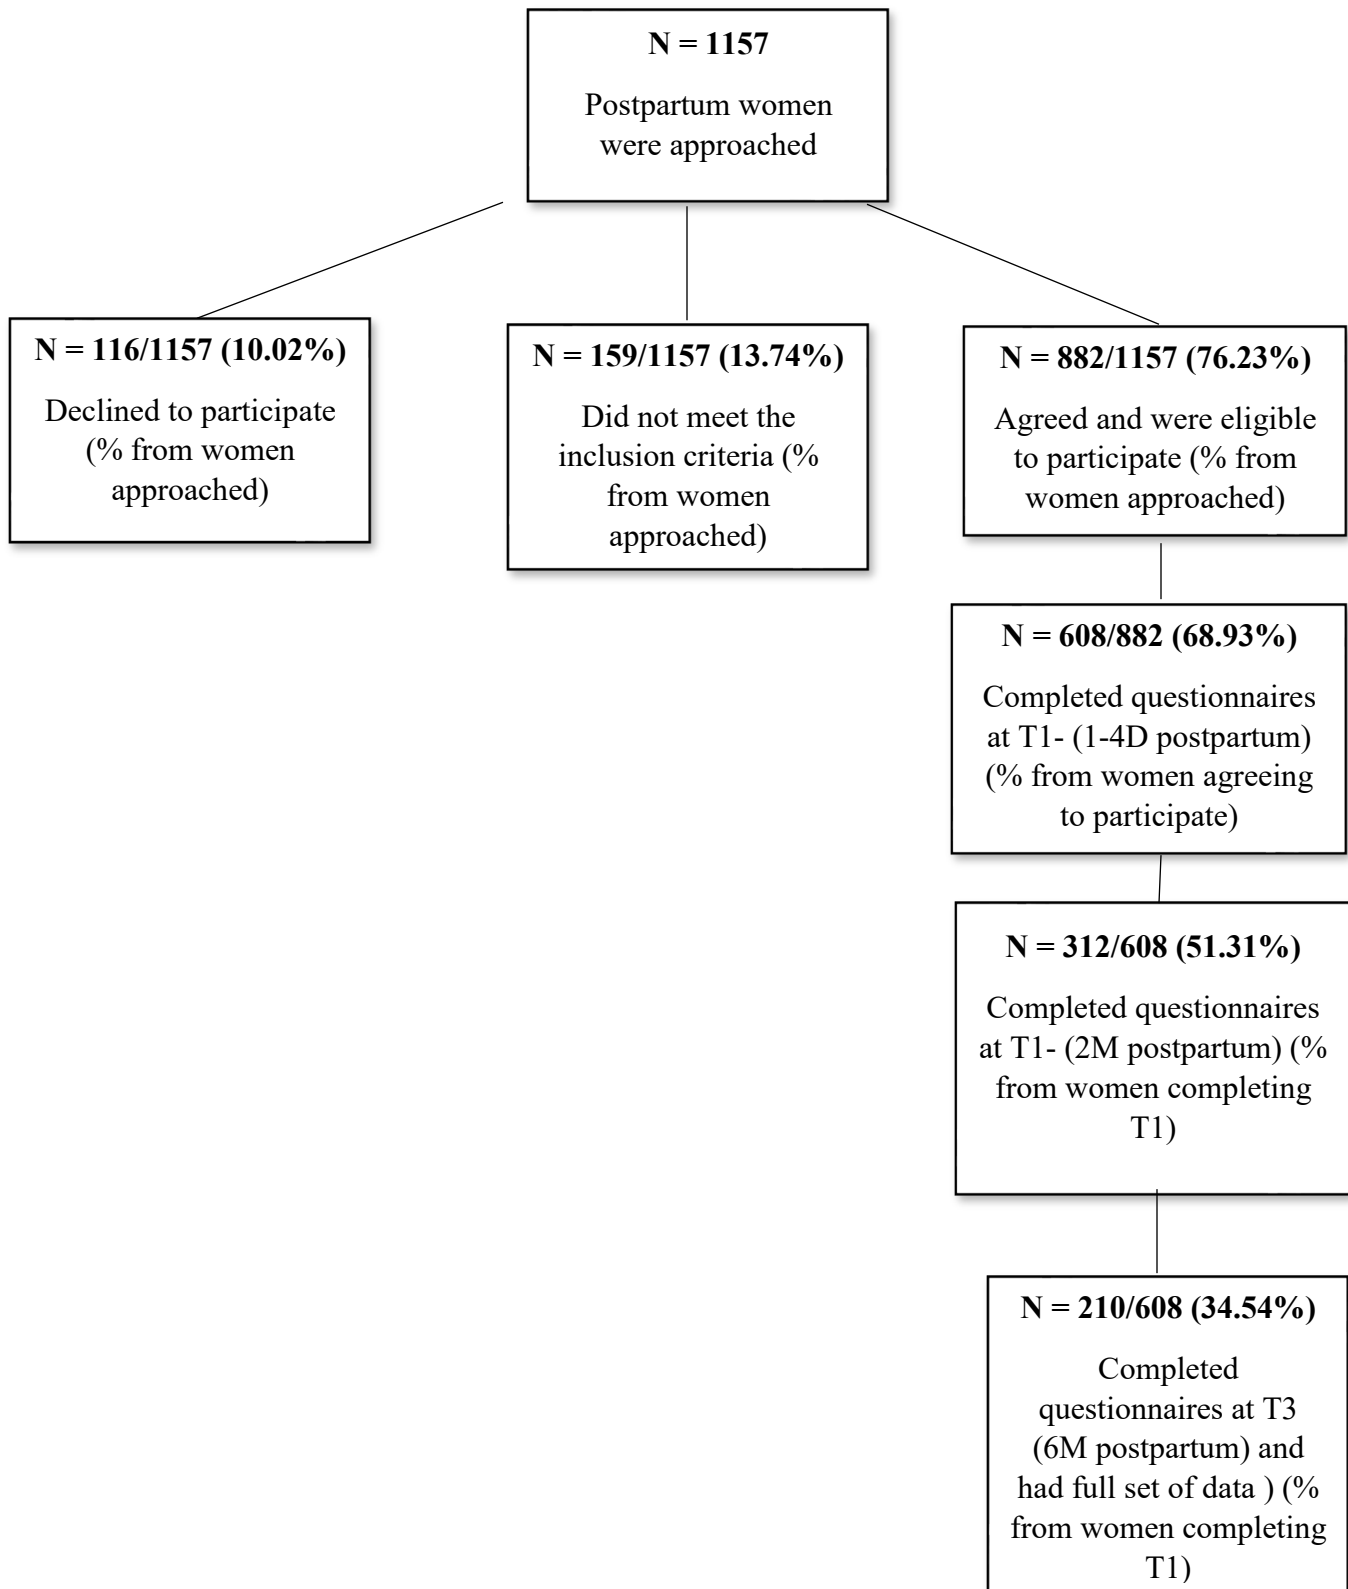 N = 1157
Postpartum women
were approached
N = 116/1157 (10.02%)
Declined to participate
(% from women
approached)
N = 159/1157 (13.74%)
Did not meet the
inclusion criteria (%
from women
approached)
N = 882/1157 (76.23%)
Agreed and were eligible
to participate (% from
women approached)
N = 608/882 (68.93%)
Completed questionnaires
at T1- (1-4D postpartum)
(% from women agreeing
to participate)
N = 312/608 (51.31%)
Completed questionnaires
at T1- (2M postpartum) (%
from women completing
T1)
N = 210/608 (34.54%)
Completed
questionnaires at T3
(6M postpartum) and
had full set of data ) (%
from women completing
T1)